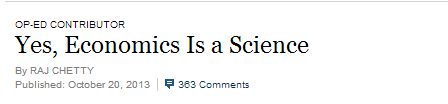 OP-ED CONTRIBUTOR
Yes, Economics Is a Science
By RAJ CHETTY
Published: October 20, 2013 363 Comments